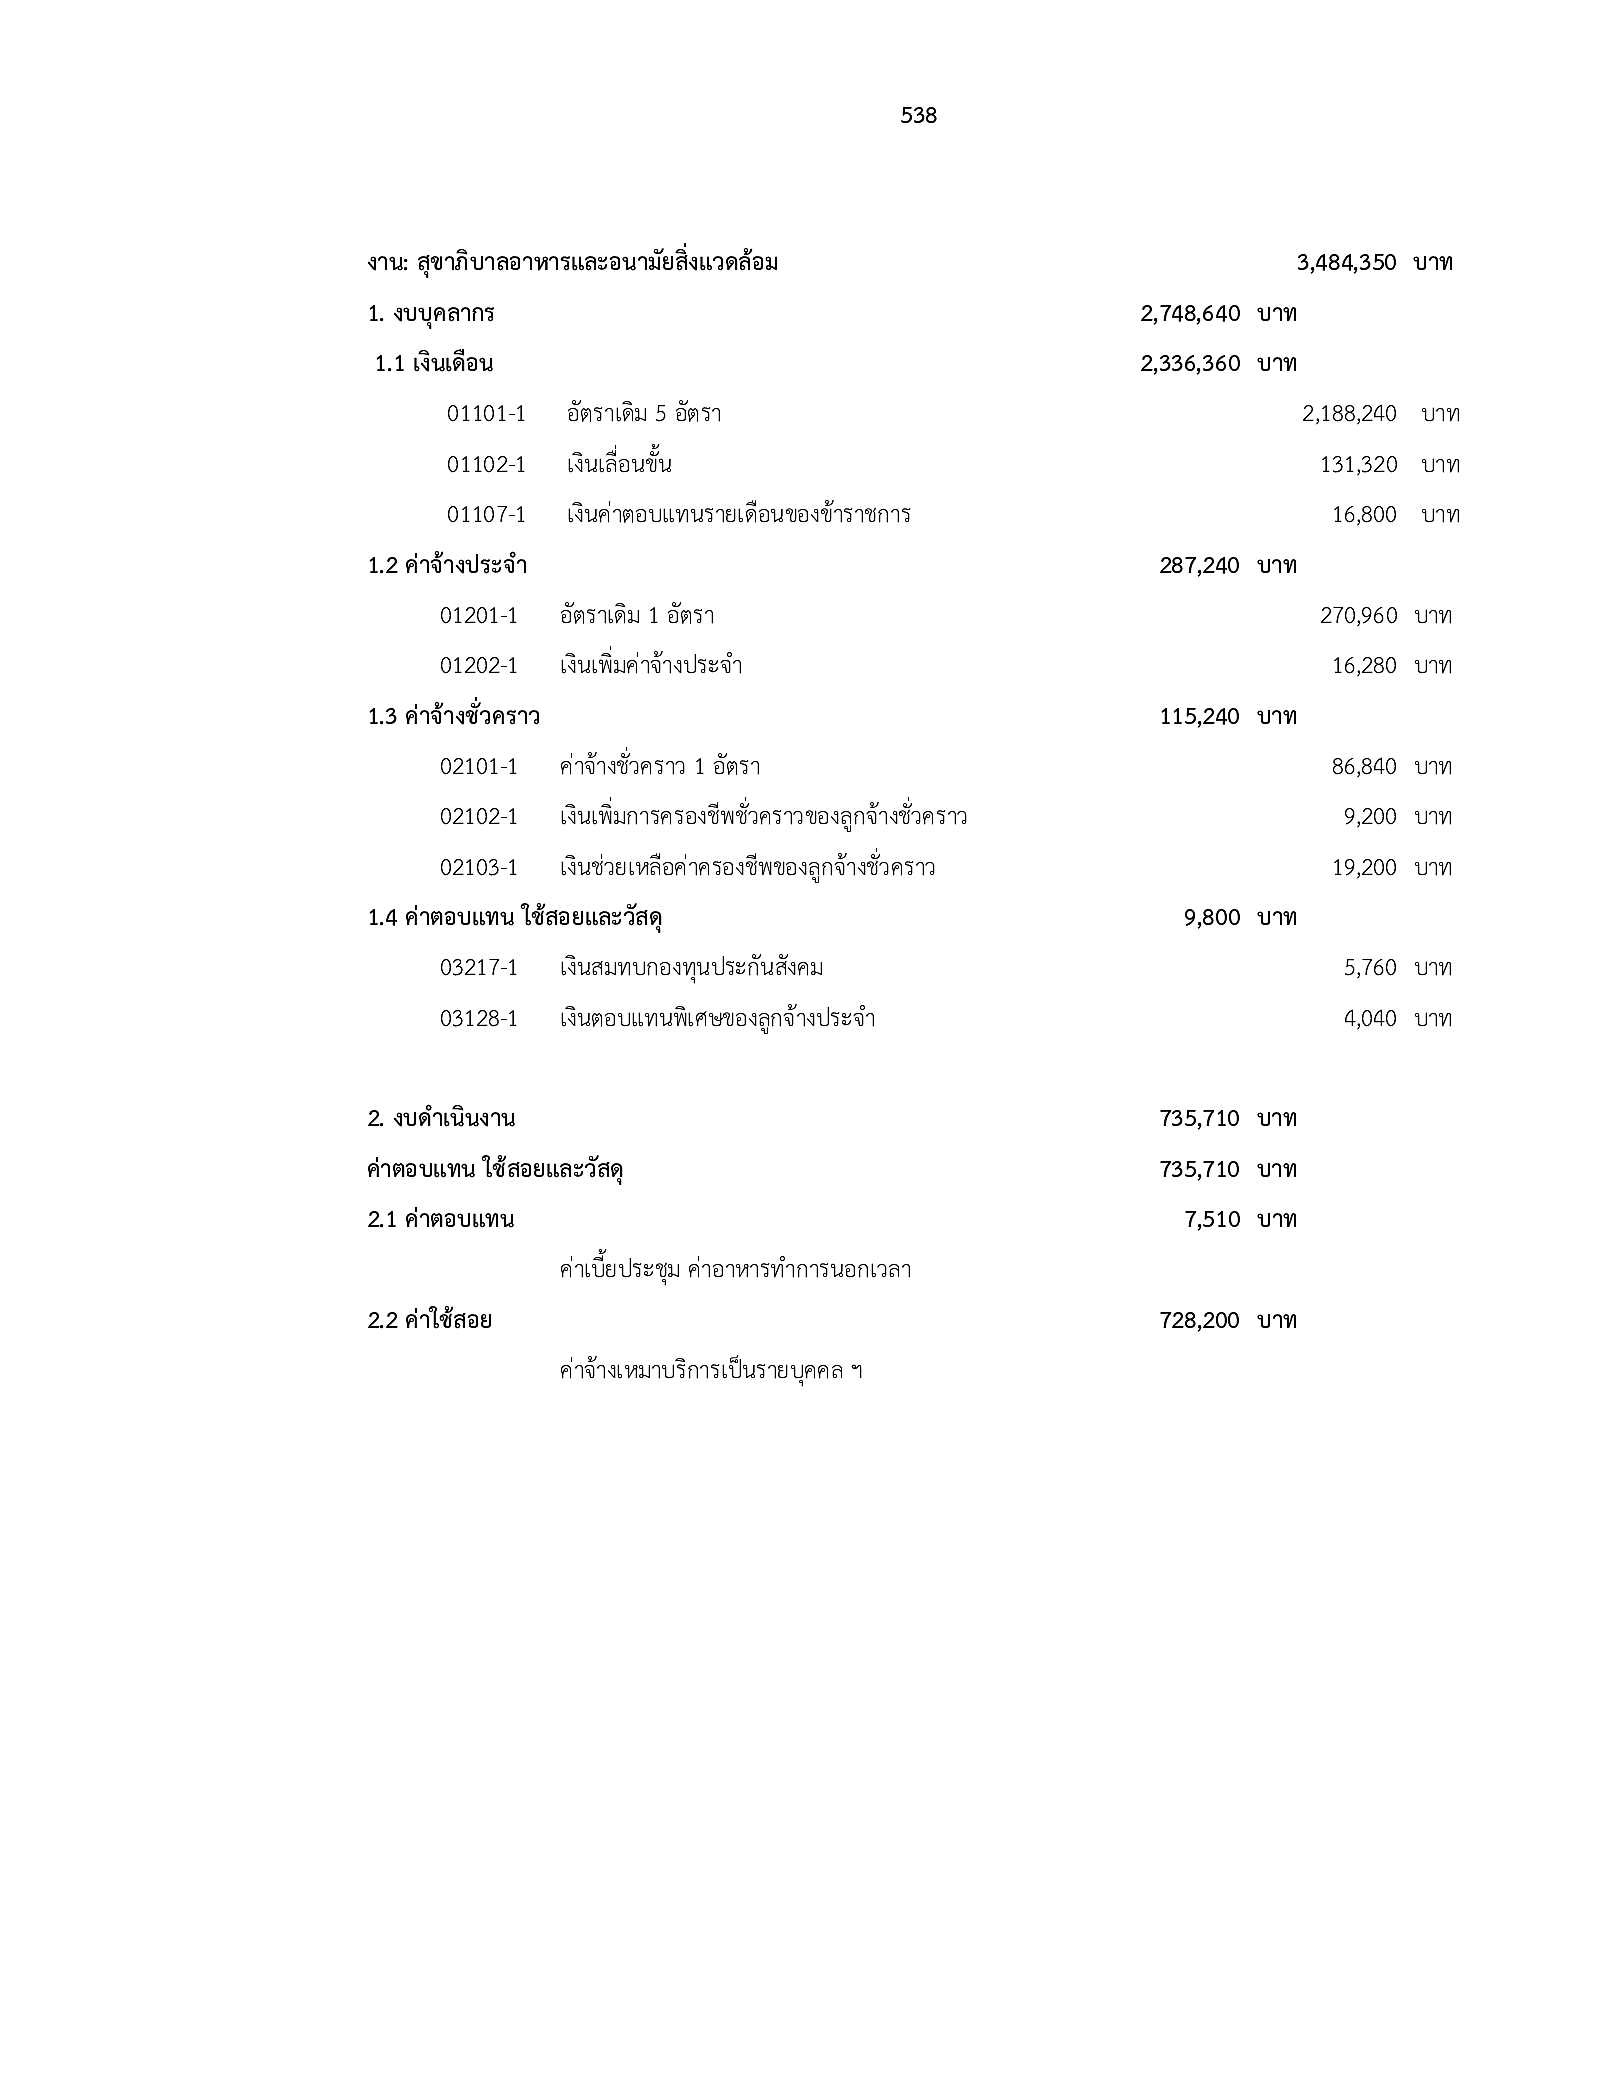 538
งาน: สุขาภิบาลอาหารและอนามัยสิ่งแวดล้อม 3,484,350 บาท
1. งบบุคลากร 2,748,640 บาท
1.1 เงินเดือน 2,336,360 บาท
01101-1 อัตราเดิม 5 อัตรา 2,188,240 บาท
01102-1 เงินเลื่อนขั้น 131,320 บาท
01107-1 เงินค่าตอบแทนรายเดือนของข้าราชการ 16,800 บาท
1.2 ค่าจ้างประจำ 287,240 บาท
01201-1 อัตราเดิม 1 อัตรา 270,960 บาท
01202-1 เงินเพิ่มค่าจ้างประจำ 16,280 บาท
1.3 ค่าจ้างชั่วคราว 115,240 บาท
02101-1 ค่าจ้างชั่วคราว 1 อัตรา 86,840 บาท
02102-1 เงินเพิ่มการครองชีพชั่วคราวของลูกจ้างชั่วคราว 9,200 บาท
02103-1 เงินช่วยเหลือค่าครองชีพของลูกจ้างชั่วคราว 19,200 บาท
1.4 ค่าตอบแทน ใช้สอยและวัสดุ 9,800 บาท
03217-1 เงินสมทบกองทุนประกันสังคม 5,760 บาท
03128-1 เงินตอบแทนพิเศษของลูกจ้างประจำ 4,040 บาท
2. งบดำเนินงาน 735,710 บาท
ค่าตอบแทน ใช้สอยและวัสดุ 735,710 บาท
2.1 ค่าตอบแทน 7,510 บาท
ค่าเบี้ยประชุม ค่าอาหารทำการนอกเวลา
2.2 ค่าใช้สอย 728,200 บาท
ค่าจ้างเหมาบริการเป็นรายบุคคล ฯ